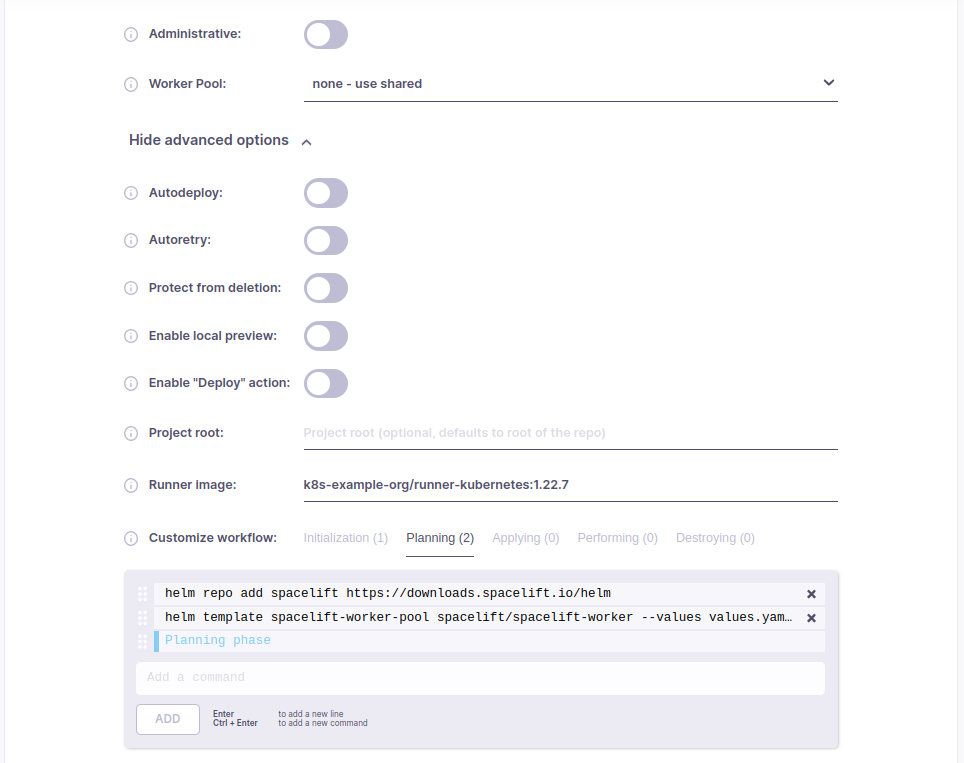 Administrative:
Worker Pool: none - use shared
Hide advanced options
Autodeploy:
Autoretry:
Protect from deletion:
Enable local preview:
Enable "Deploy" action:
Project root: Project root (optional, defaults to root of the repo)
Runner image: k8s-example-org/runner-kubernetes:1.22.7
Customize workflow: Initialization (1) Planning (2) Applying (0) Performing (0) Destroying (0)
helm repo add spacelift https://downloads.spacelift.io/helm
helm template spacelift-worker-pool spacelift/spacelift-worker --values values.yam…
Planning phase
Add a command
ADD
Enter to add a new line
Ctrl + Enter to add a new command